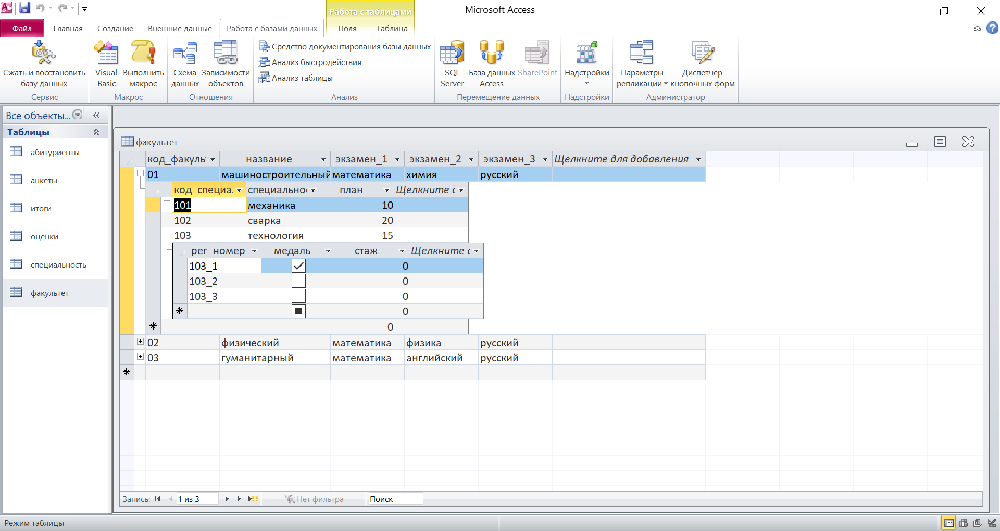 Работа с таблицами
Microsoft Access
Файл
Главная
Создание
Внешние данные
Работа с базами данных
Поля
Таблица
Сжать и восстановить базу данных
Visual Basic
Выполнить макрос
Схема данных
Зависимости объектов
Средство документирования базы данных
Анализ быстродействия
Анализ таблицы
SQL Server
База данных Access
SharePoint
Надстройки
Параметры репликации
Диспетчер кнопочных форм
Сервис
Макрос
Отношения
Анализ
Перемещение данных
Надстройки
Администратор
Все объекты...
Таблицы
абитуриенты
анкеты
итоги
оценки
специальность
факультет
факультет
код_факуль название экзамен_1 экзамен_2 экзамен_3 Щелкните для добавления
01 машиностроительный математика химия русский
код_специа. специально план Щелкните
101 механика 10
102 сварка 20
103 технология 15
рег_номер медаль стаж Щелкните
103_1 0
103_2 0
103_3 0
0
0
02 физический математика физика русский
03 гуманитарный математика английский русский
Запись: 1 из 3 Нет фильтра Поиск
Режим таблицы